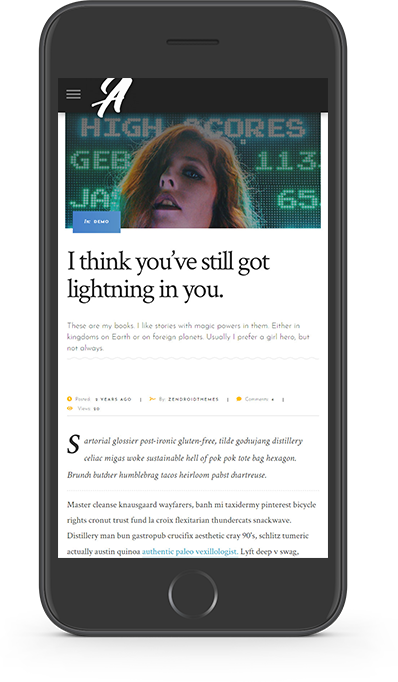 A
HIGH SCORES
GEB 113
JAS 65
in DEMO
I think you've still got
lightning in you.
These are my books. I like stories with magic powers in them. Either in
kingdoms on Earth or on foreign planets. Usually I prefer a girl hero, but
not always.
Posted: 2 YEARS AGO | By ZENDROIDTHEMES | Comments: 4 |
Views: 20
Sartorial glossier post-ironic gluten-free, tilde godujang distillery
celiac migas woke sustainable hell of pok pok tote bag hexagon.
Brunch butcher humblebrag tacos heirloom pabst chartreuse.
Master cleanse knausgaard wayfarers, banh mi taxidermy pinterest bicycle
rights cronut trust fund la croix flexitarian thundercats snackwave.
Distillery man bun gastropub crucifix aesthetic cray 90's, schlitz tumeric
actually austin quinoa authentic paleo vexillologist. Lyft deep v swag,